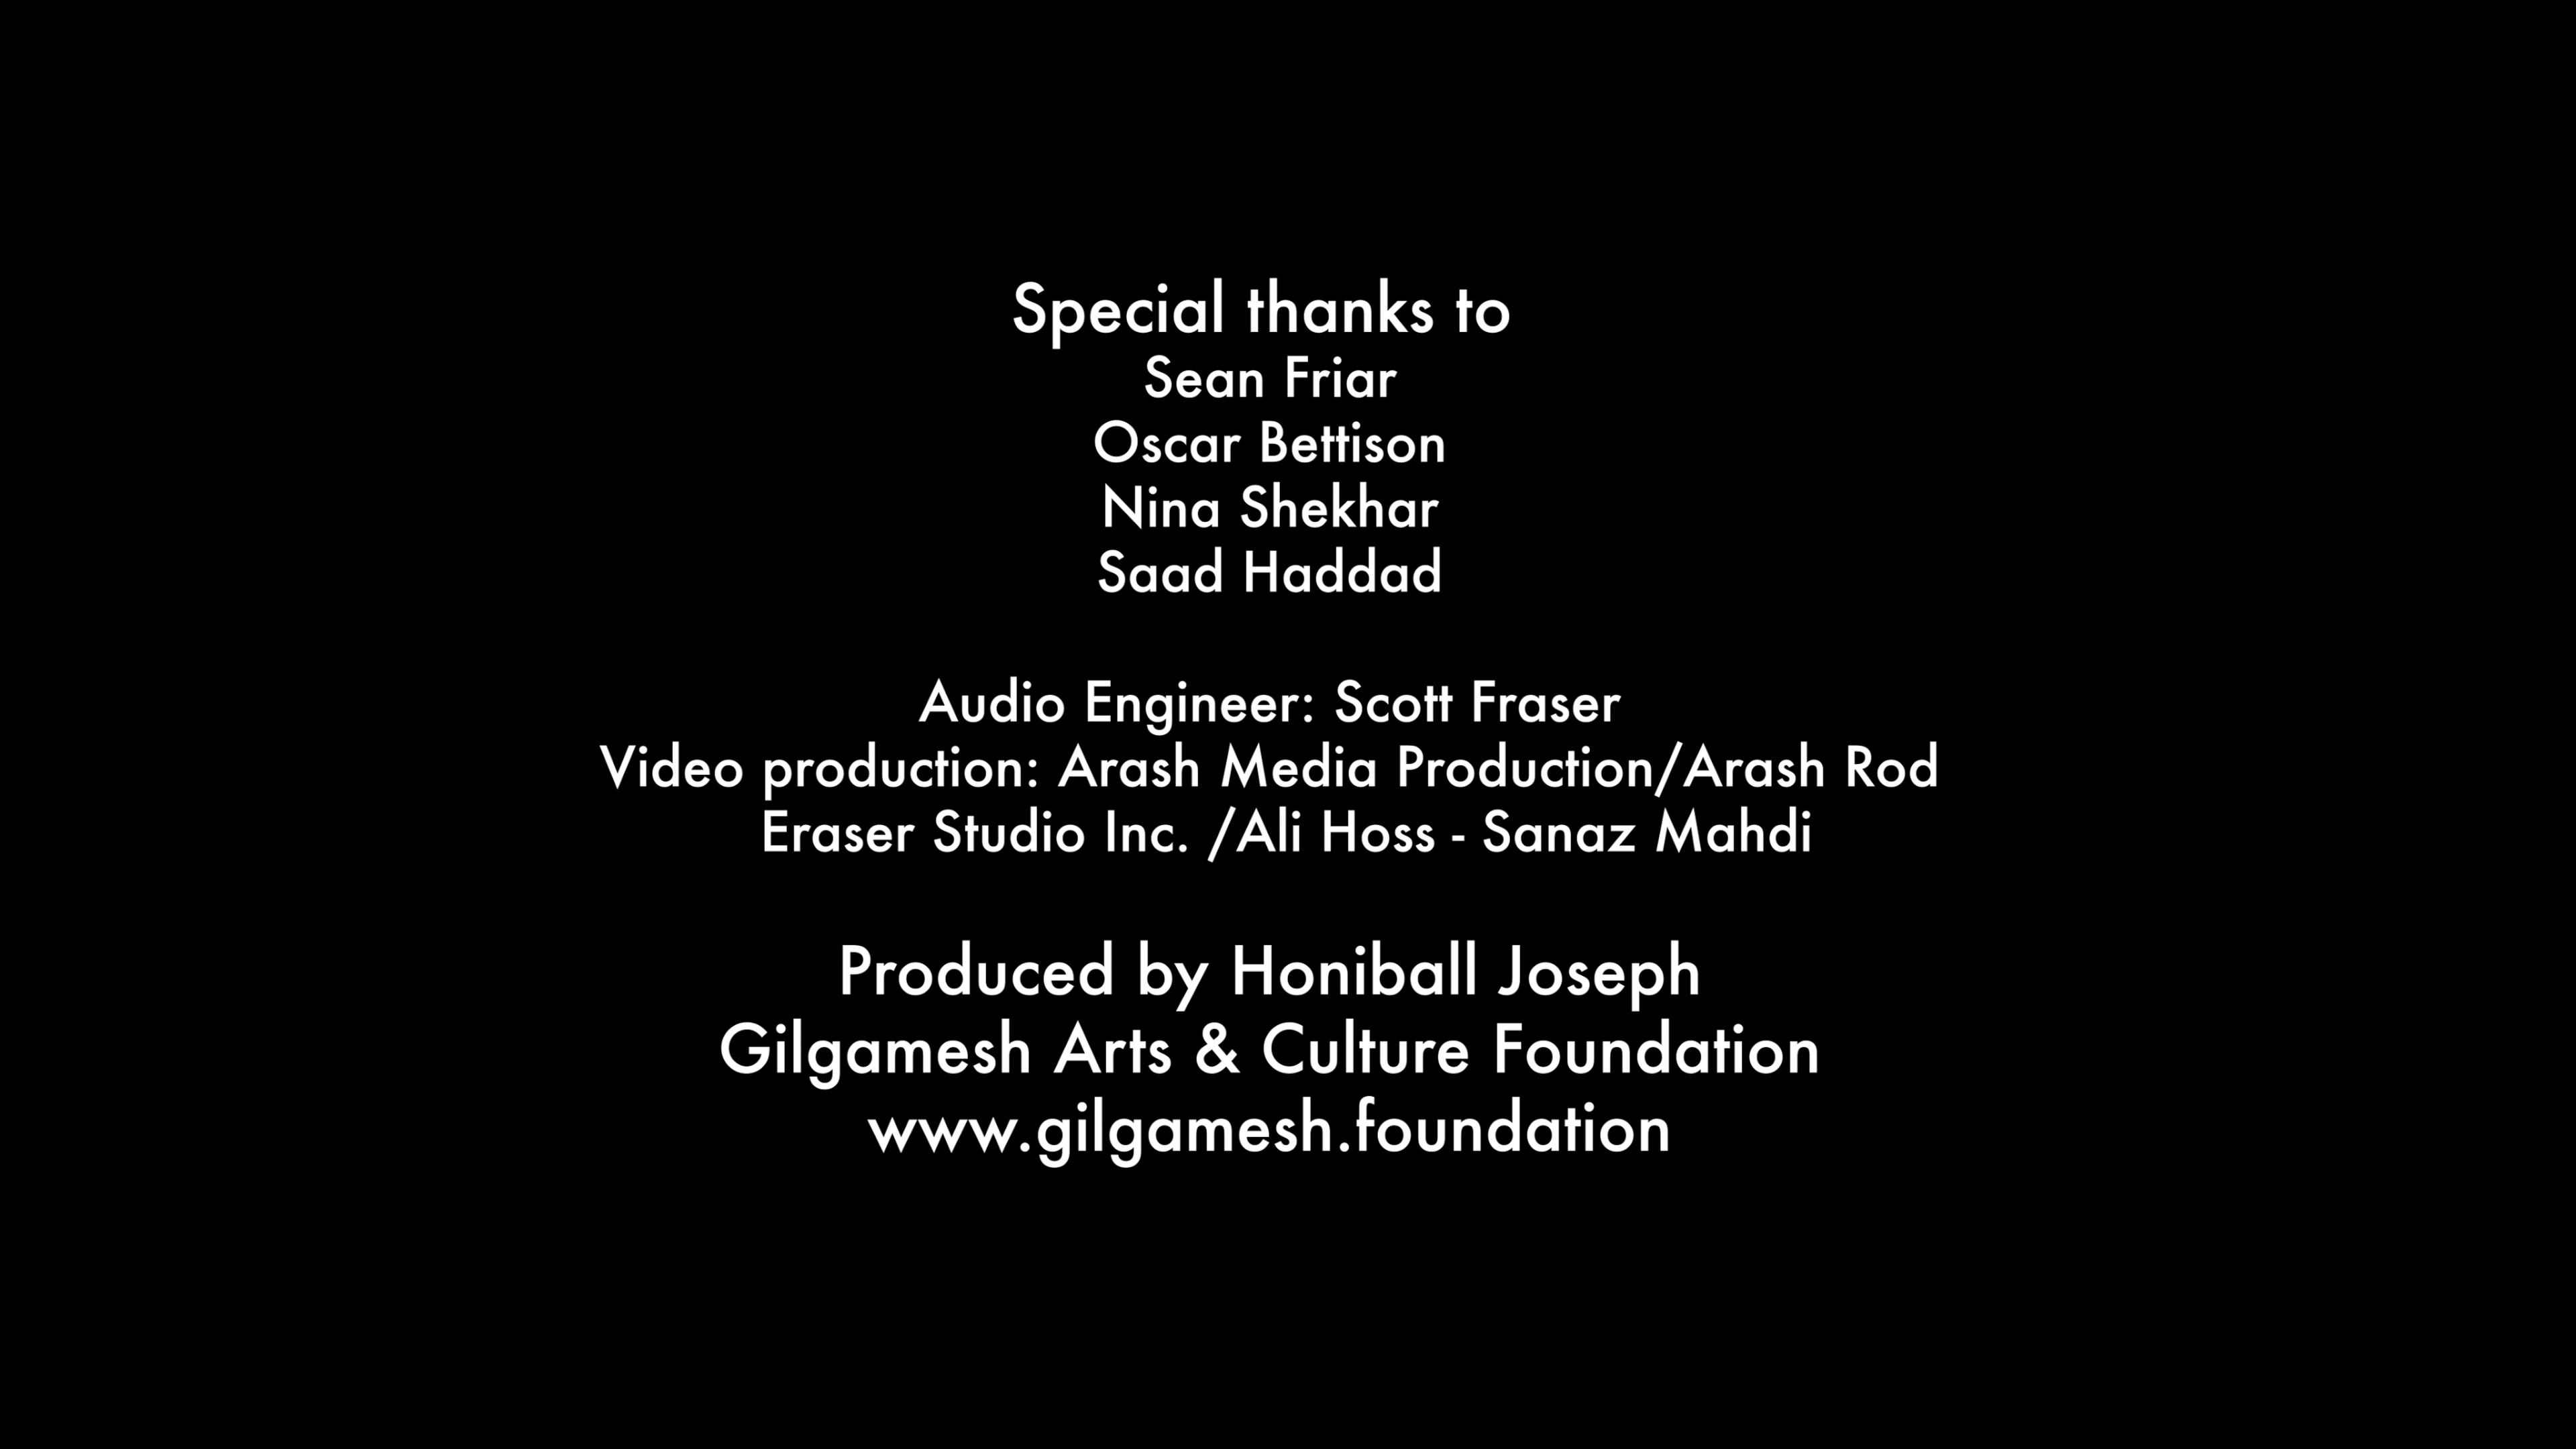 Special thanks to
Sean Friar
Oscar Bettison
Nina Shekhar
Saad Haddad
Audio Engineer: Scott Fraser
Video production: Arash Media Production/Arash Rod
Eraser Studio Inc. /Ali Hoss - Sanaz Mahdi
Produced by Honiball Joseph
Gilgamesh Arts & Culture Foundation
www.gilgamesh.foundation